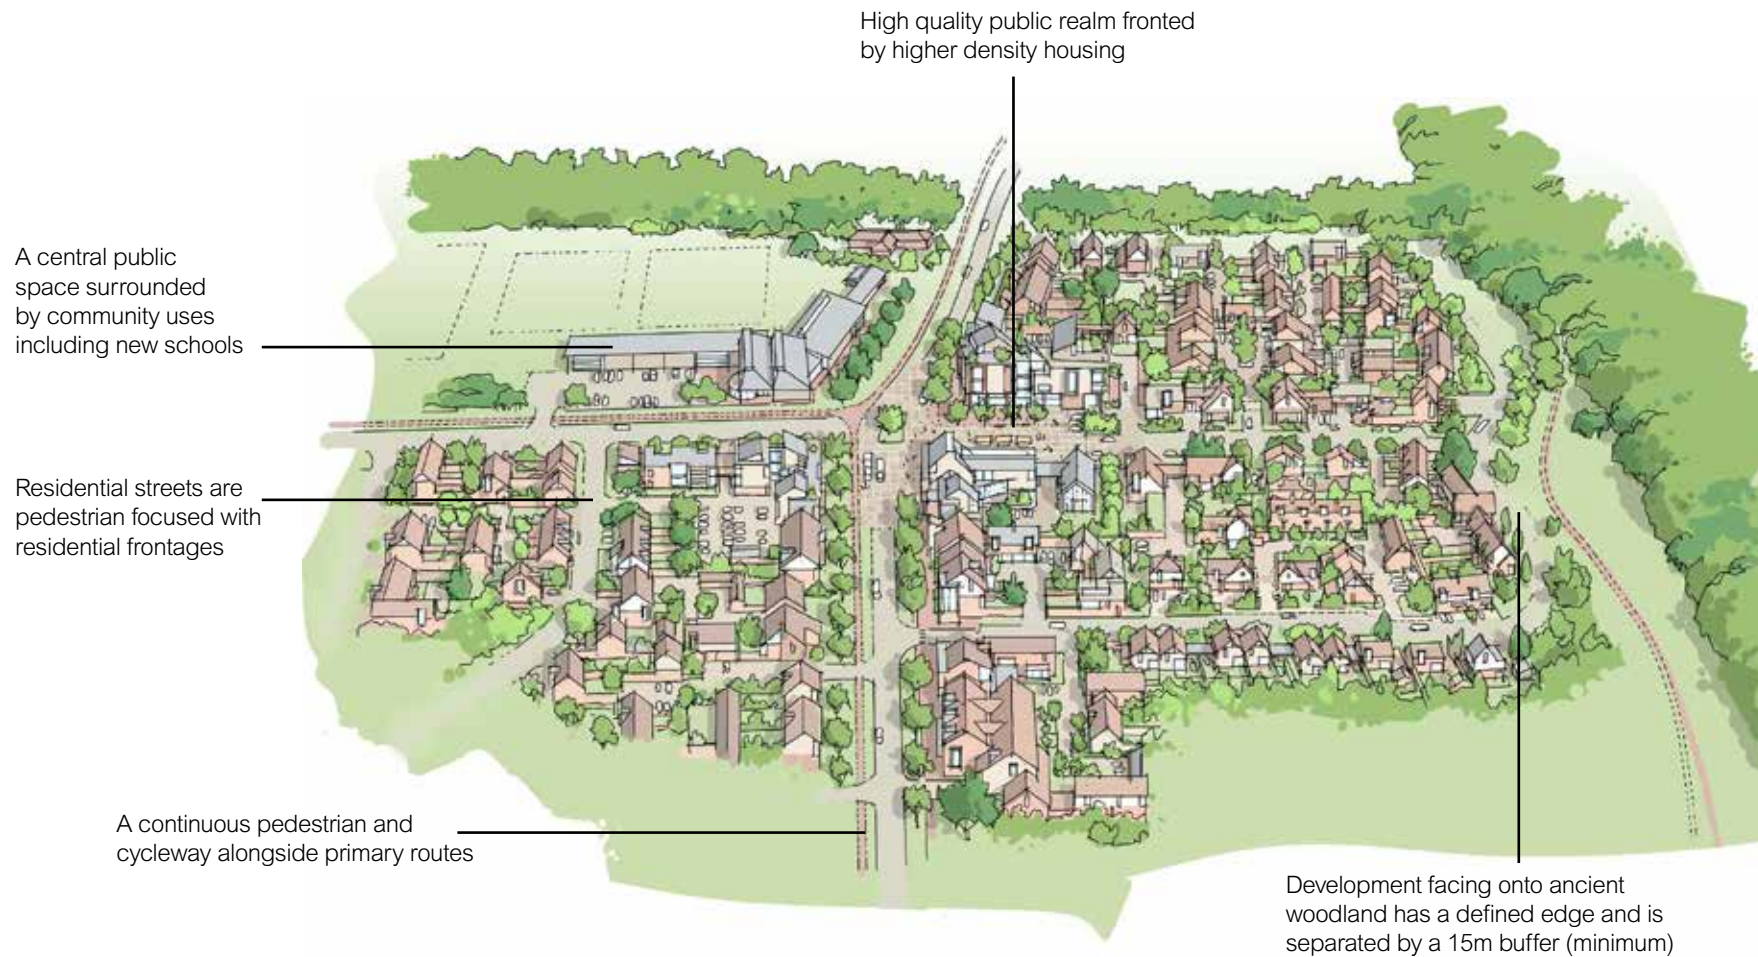 High quality public realm fronted
by higher density housing
A central public
space surrounded
by community uses
including new schools
Residential streets are
pedestrian focused with
residential frontages
A continuous pedestrian and
cycleway alongside primary routes
Development facing onto ancient
woodland has a defined edge and is
separated by a 15m buffer (minimum)